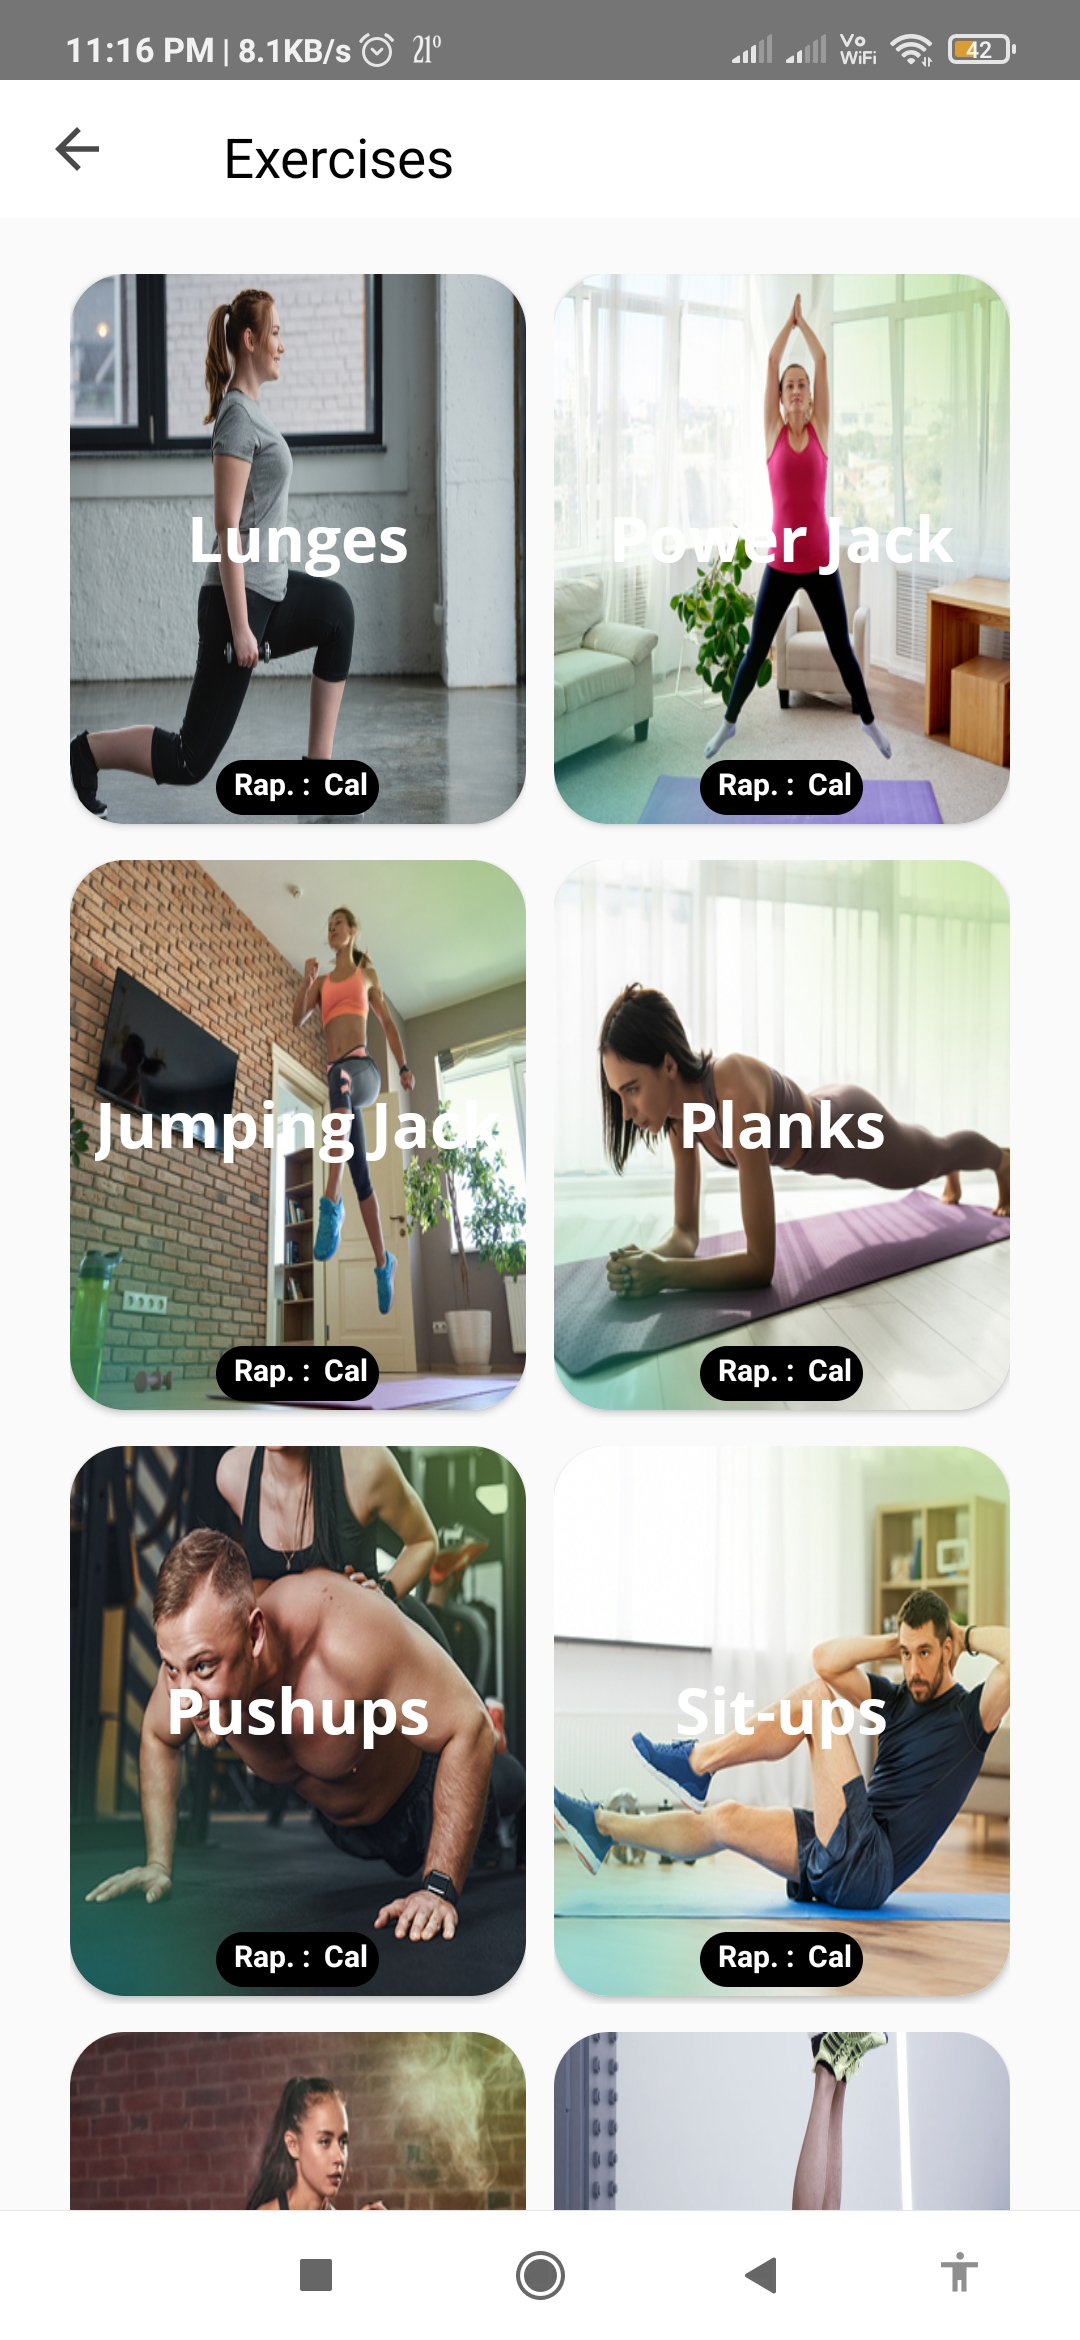 11:16 PM | 8.1KB/s 21⁰ Vo WiFi 42
Exercises
Lunges
Rap. : Cal
Power Jack
Rap. : Cal
Jumping Jack
Rap. : Cal
Planks
Rap. : Cal
Pushups
Rap. : Cal
Sit-ups
Rap. : Cal